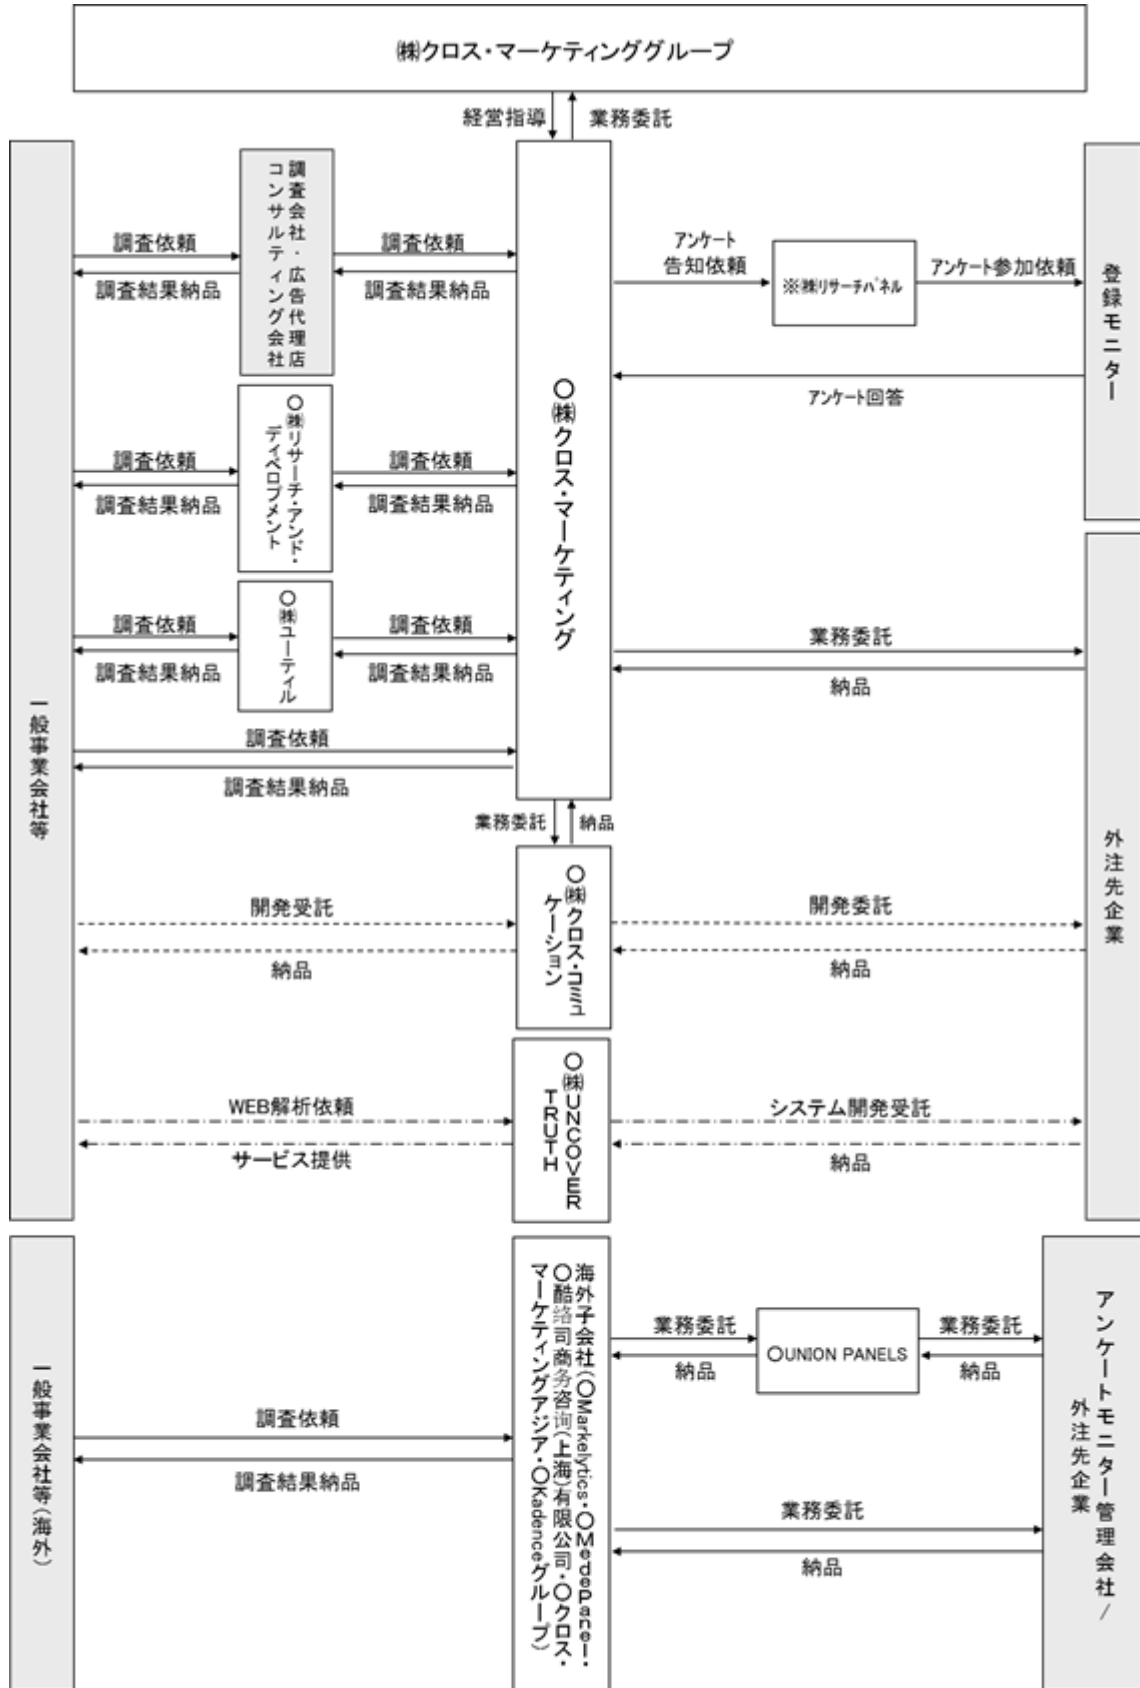 ㈱クロス・マーケティンググループ
経営指導
業務委託
一般事業会社等
調査会社・広告代理店
コンサルティング会社
調査依頼
調査結果納品
調査依頼
調査結果納品
○㈱リサーチ・アンド・
ディベロプメント
調査依頼
調査結果納品
調査依頼
調査結果納品
○㈱ユーティル
調査依頼
調査結果納品
調査依頼
調査結果納品
調査依頼
調査結果納品
○㈱クロス・マーケティング
アンケート
告知依頼
※㈱リサーチパネル
アンケート参加依頼
アンケート回答
登録モニター
業務委託
納品
外注先企業
業務委託
納品
○㈱クロス・コミュニ
ケーション
開発受託
納品
開発委託
納品
○㈱UNCOVER
TRUTH
WEB解析依頼
サービス提供
システム開発受託
納品
一般事業会社等（海外）
調査依頼
調査結果納品
海外子会社（○Markelytics・○MedePanel・
○酷络司商务咨询（上海）有限公司・○クロス・
マーケティングアジア・○Kadenceグループ）
業務委託
納品
○UNION PANELS
業務委託
納品
業務委託
納品
アンケートモニター管理会社/
外注先企業